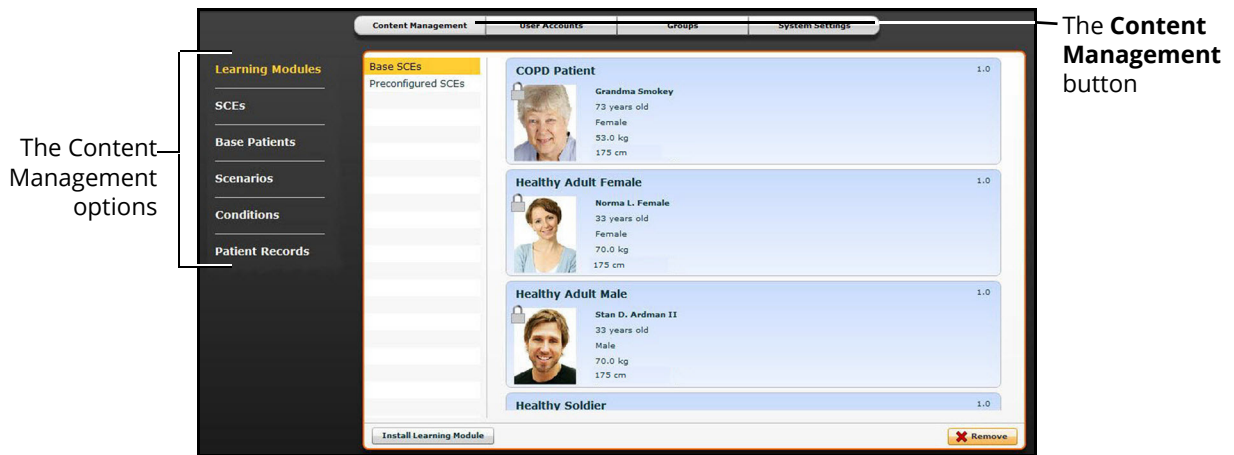 Content Management
User Accounts
Groups
System Settings
The Content
Management
button
Learning Modules
SCEs
Base Patients
Scenarios
Conditions
Patient Records
The Content
Management
options
Base SCEs
Preconfigured SCEs
COPD Patient 1.0
Grandma Smokey
73 years old
Female
53.0 kg
175 cm
Healthy Adult Female 1.0
Norma L. Female
33 years old
Female
70.0 kg
175 cm
Healthy Adult Male 1.0
Stan D. Ardman II
33 years old
Male
70.0 kg
175 cm
Healthy Soldier 1.0
Install Learning Module
Remove